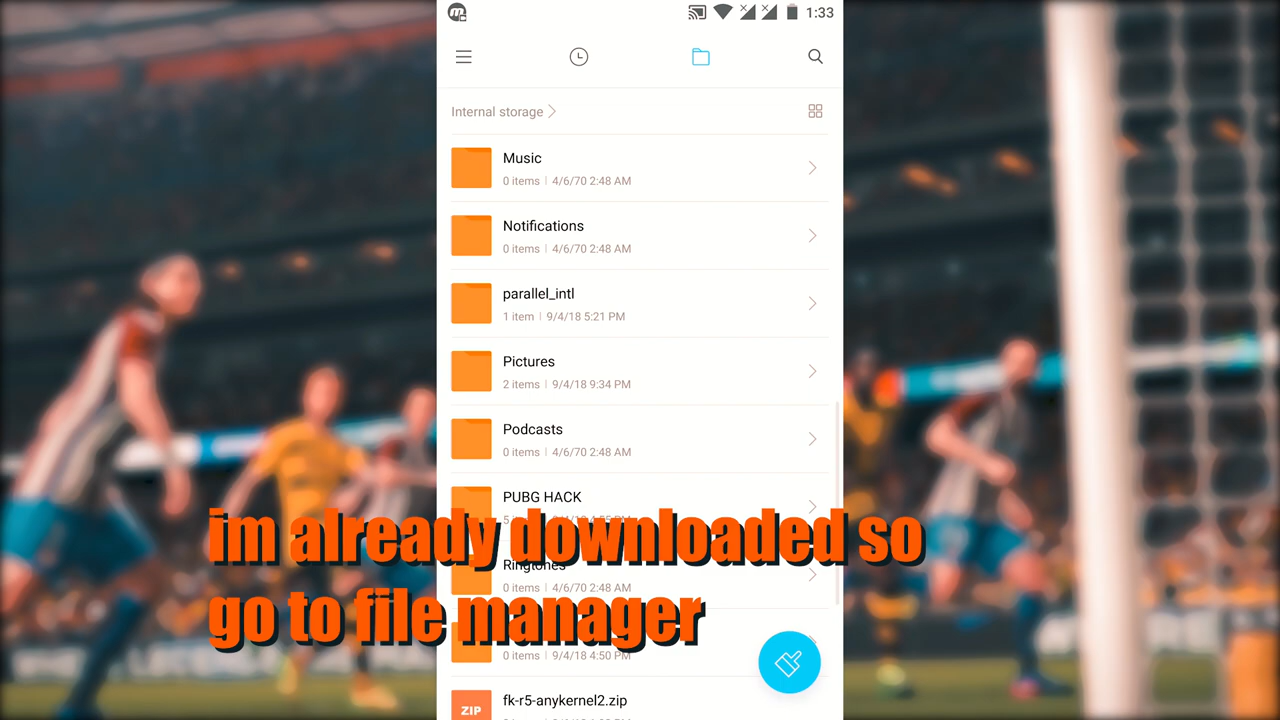 1:33
Internal storage
Music
0 items | 4/6/70 2:48 AM
Notifications
0 items | 4/6/70 2:48 AM
parallel_intl
1 item | 9/4/18 5:21 PM
Pictures
2 items | 9/4/18 9:34 PM
Podcasts
0 items | 4/6/70 2:48 AM
PUBG HACK
im already downloaded so
Ringtones
0 items | 4/6/70 2:48 AM
go to file manager
0 items | 9/4/18 4:50 PM
fk-r5-anykernel2.zip
ZIP